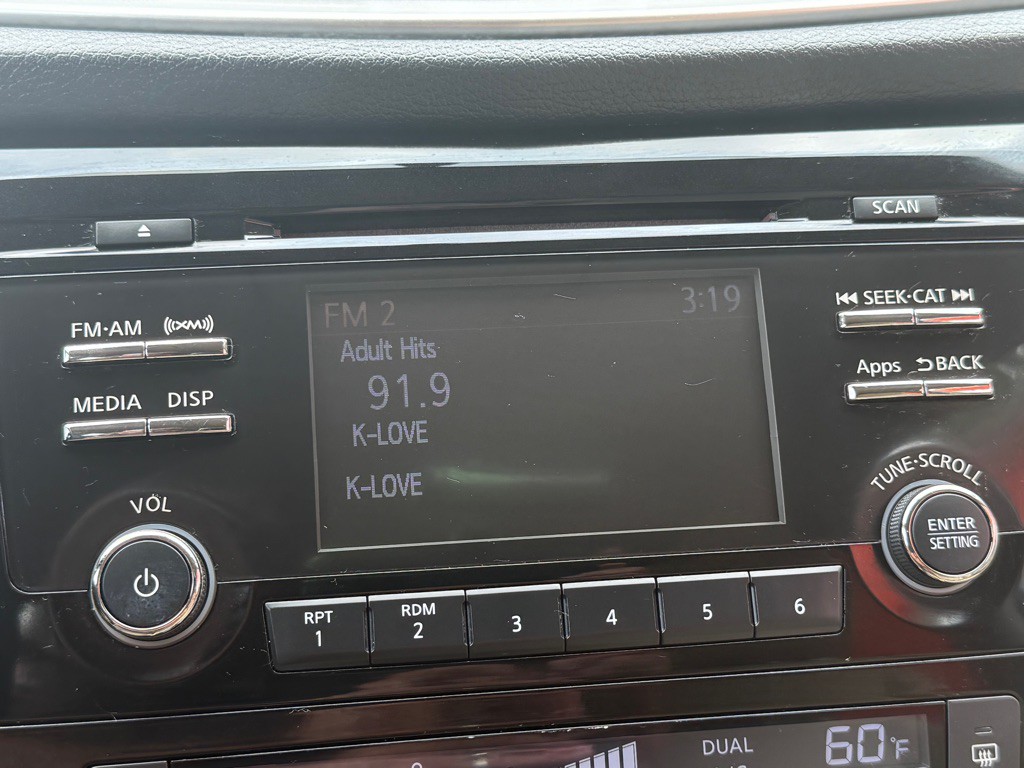 SCAN
FM·AM XM
SEEK·CAT
MEDIA DISP
Apps BACK
FM 2 3:19
Adult Hits
91.9
K-LOVE
K-LOVE
VOL
TUNE·SCROLL
ENTER
SETTING
RPT
1
RDM
2
3
4
5
6
DUAL
60°F